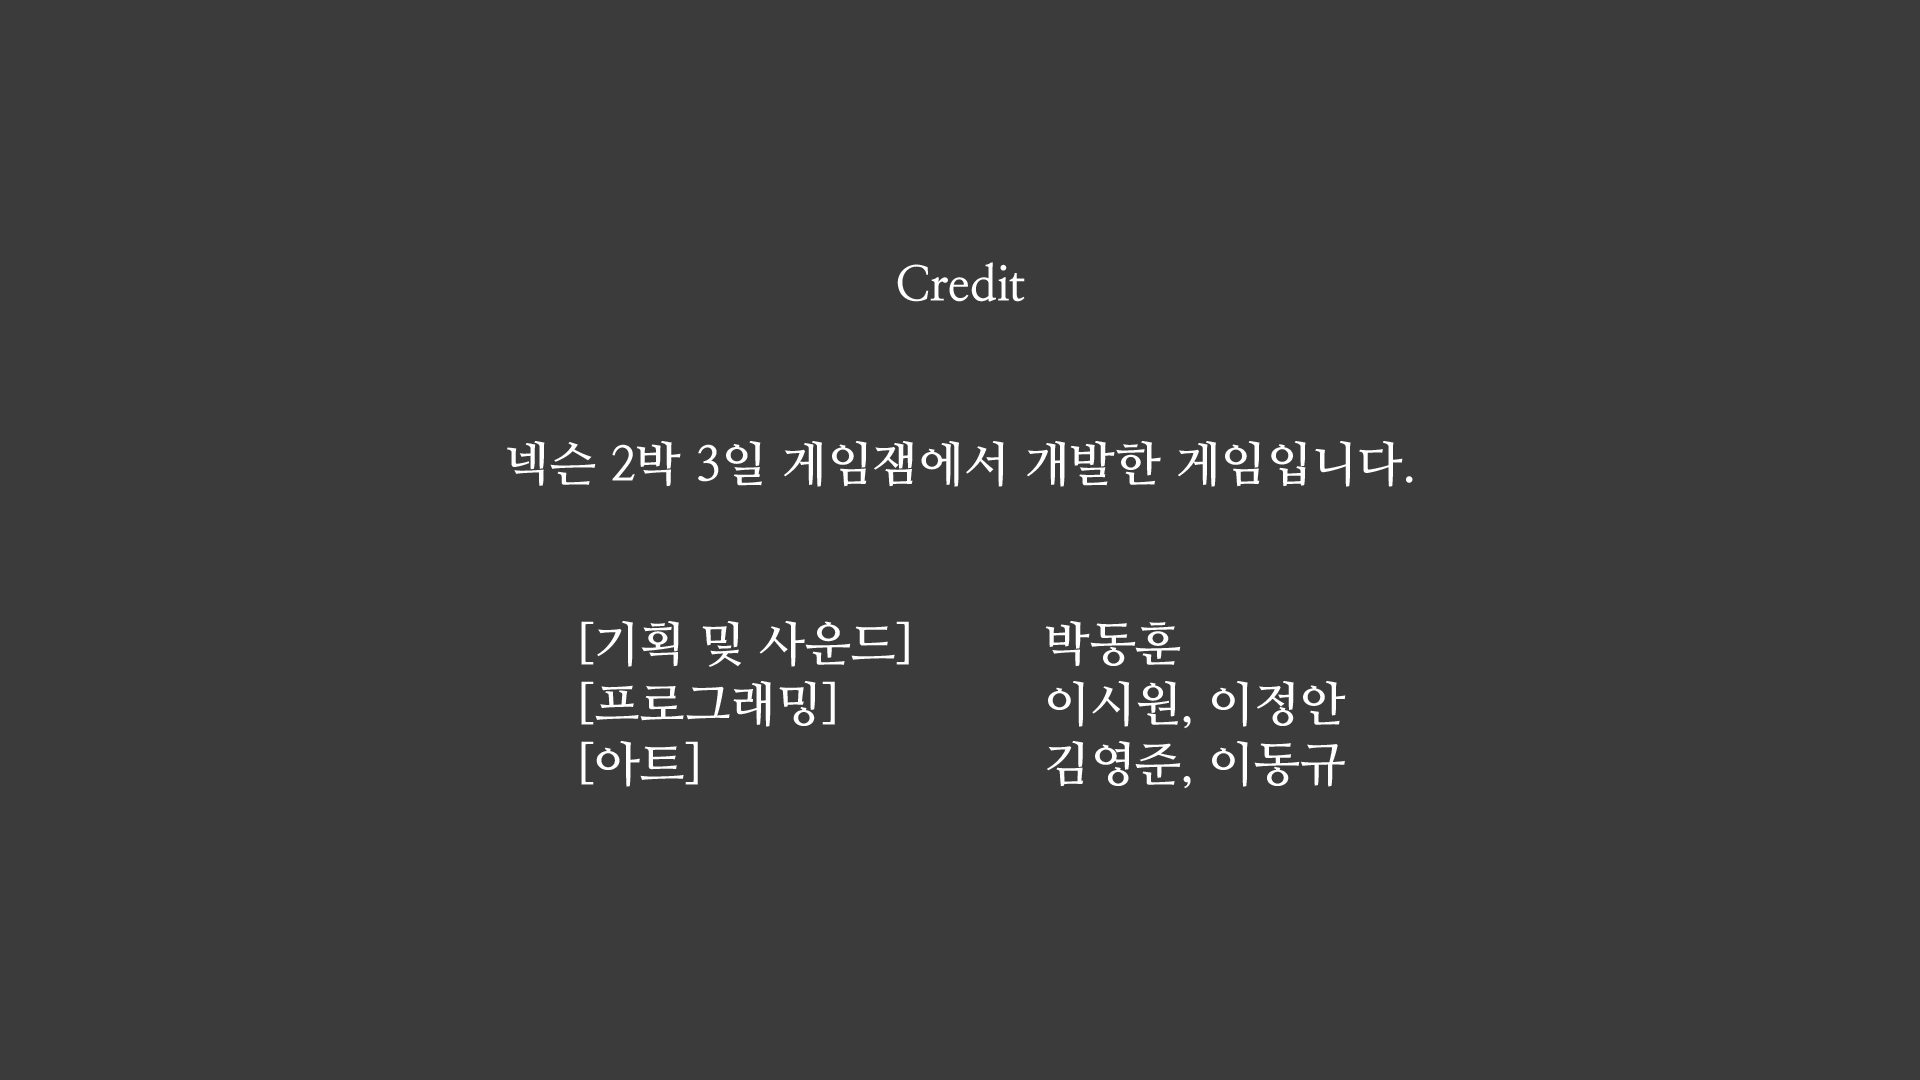 Credit
넥슨 2박 3일 게임잼에서 개발한 게임입니다.
[기획 및 사운드] 박동훈
[프로그래밍] 이시원, 이정안
[아트] 김영준, 이동규